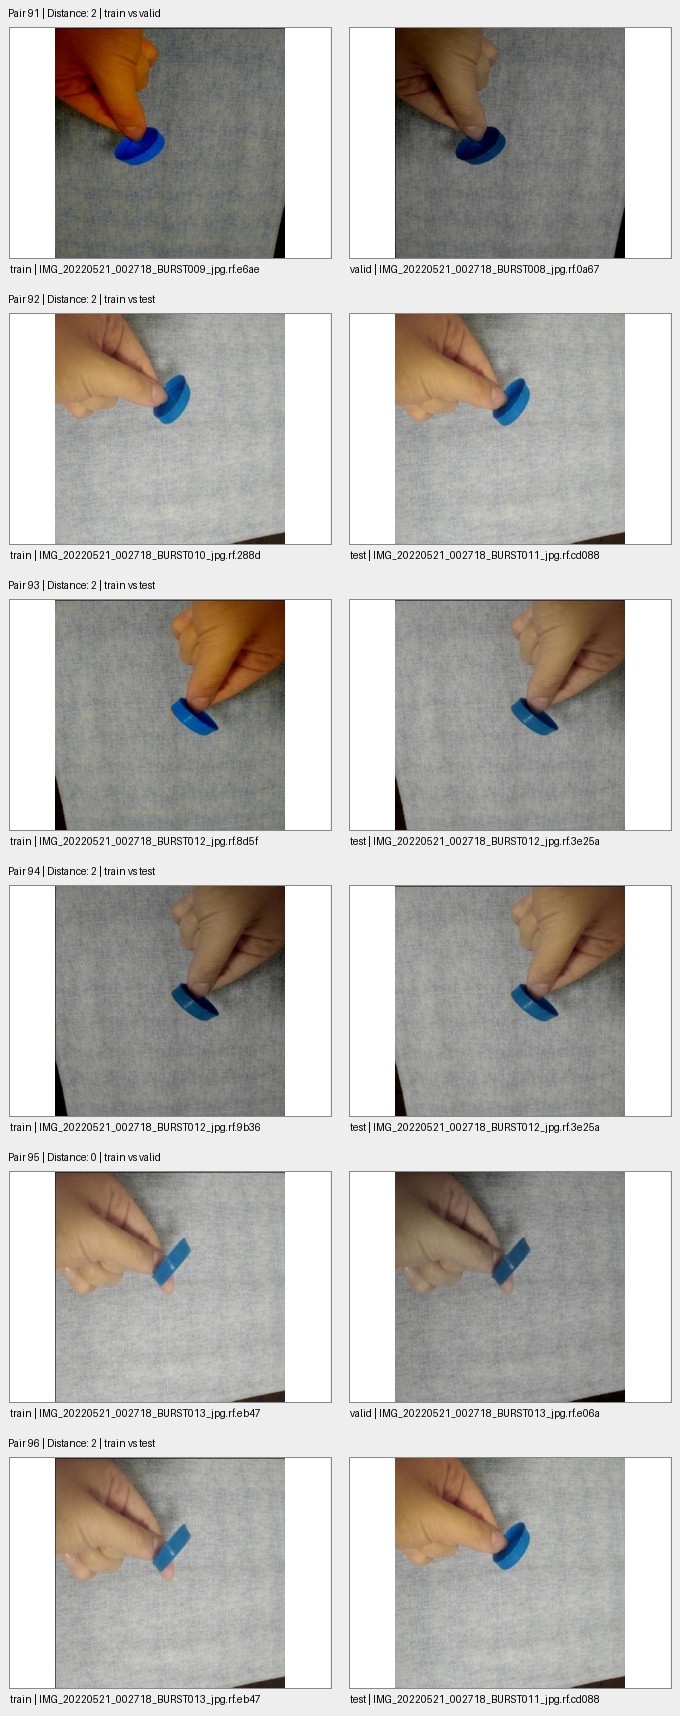 Pair 91 | Distance: 2 | train vs valid
train | IMG_20220521_002718_BURST009_jpg.rf.e6ae
valid | IMG_20220521_002718_BURST008_jpg.rf.0a67
Pair 92 | Distance: 2 | train vs test
train | IMG_20220521_002718_BURST010_jpg.rf.288d
test | IMG_20220521_002718_BURST011_jpg.rf.cd088
Pair 93 | Distance: 2 | train vs test
train | IMG_20220521_002718_BURST012_jpg.rf.8d5f
test | IMG_20220521_002718_BURST012_jpg.rf.3e25a
Pair 94 | Distance: 2 | train vs test
train | IMG_20220521_002718_BURST012_jpg.rf.9b36
test | IMG_20220521_002718_BURST012_jpg.rf.3e25a
Pair 95 | Distance: 0 | train vs valid
train | IMG_20220521_002718_BURST013_jpg.rf.eb47
valid | IMG_20220521_002718_BURST013_jpg.rf.e06a
Pair 96 | Distance: 2 | train vs test
train | IMG_20220521_002718_BURST013_jpg.rf.eb47
test | IMG_20220521_002718_BURST011_jpg.rf.cd088